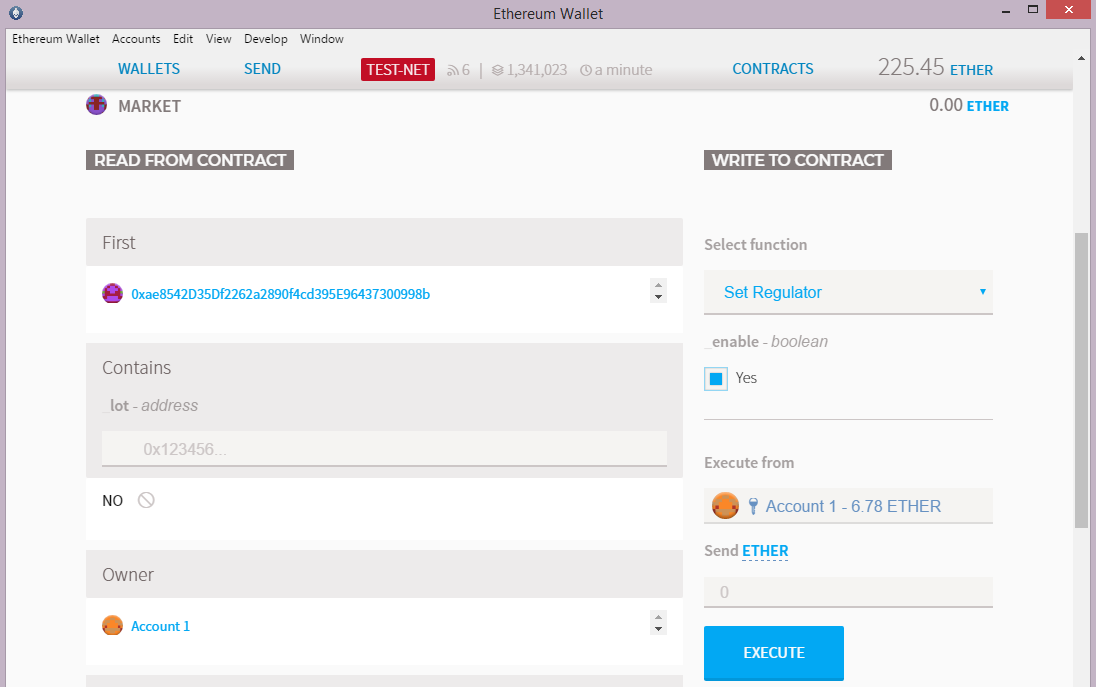 Ethereum Wallet
Ethereum Wallet Accounts Edit View Develop Window
WALLETS SEND TEST-NET 6 | 1,341,023 a minute CONTRACTS 225.45 ETHER
MARKET 0.00 ETHER
READ FROM CONTRACT
First
0xae8542D35Df2262a2890f4cd395E96437300998b
Contains
_lot - address
0x123456...
NO
Owner
Account 1
WRITE TO CONTRACT
Select function
Set Regulator
_enable - boolean
Yes
Execute from
Account 1 - 6.78 ETHER
Send ETHER
0
EXECUTE